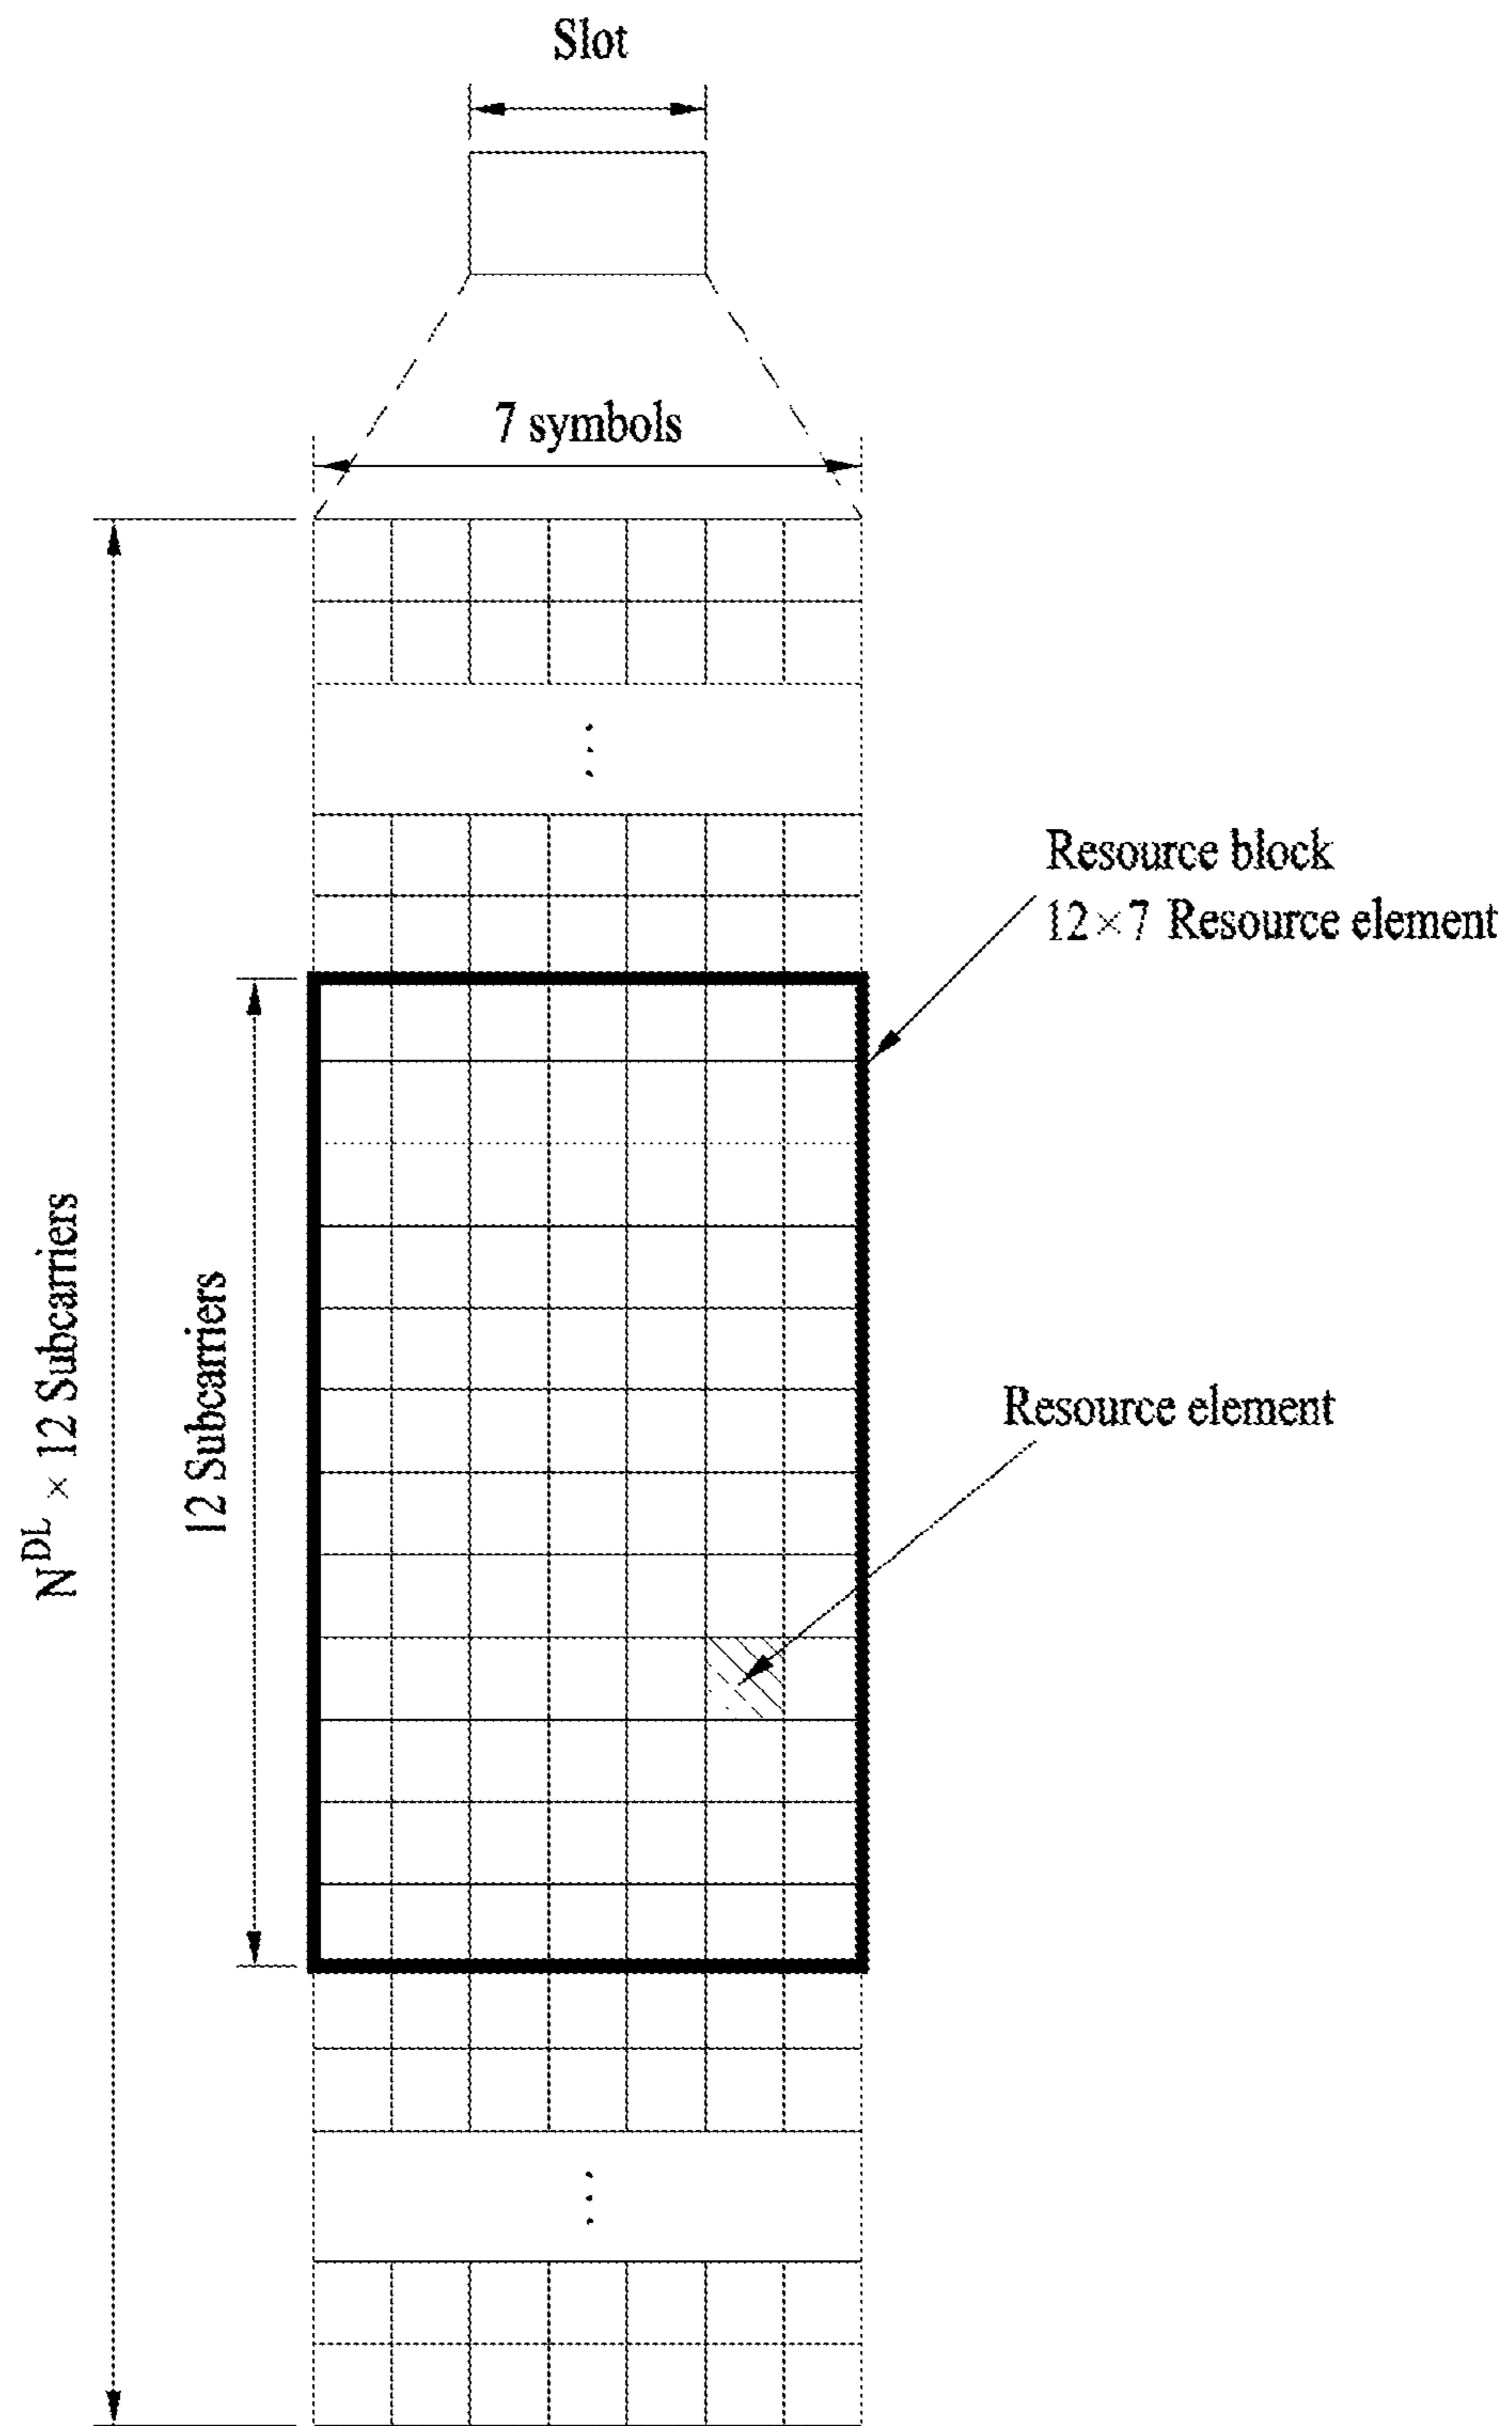 Slot
7 symbols
Resource block
12×7 Resource element
N^DL × 12 Subcarriers
12 Subcarriers
Resource element